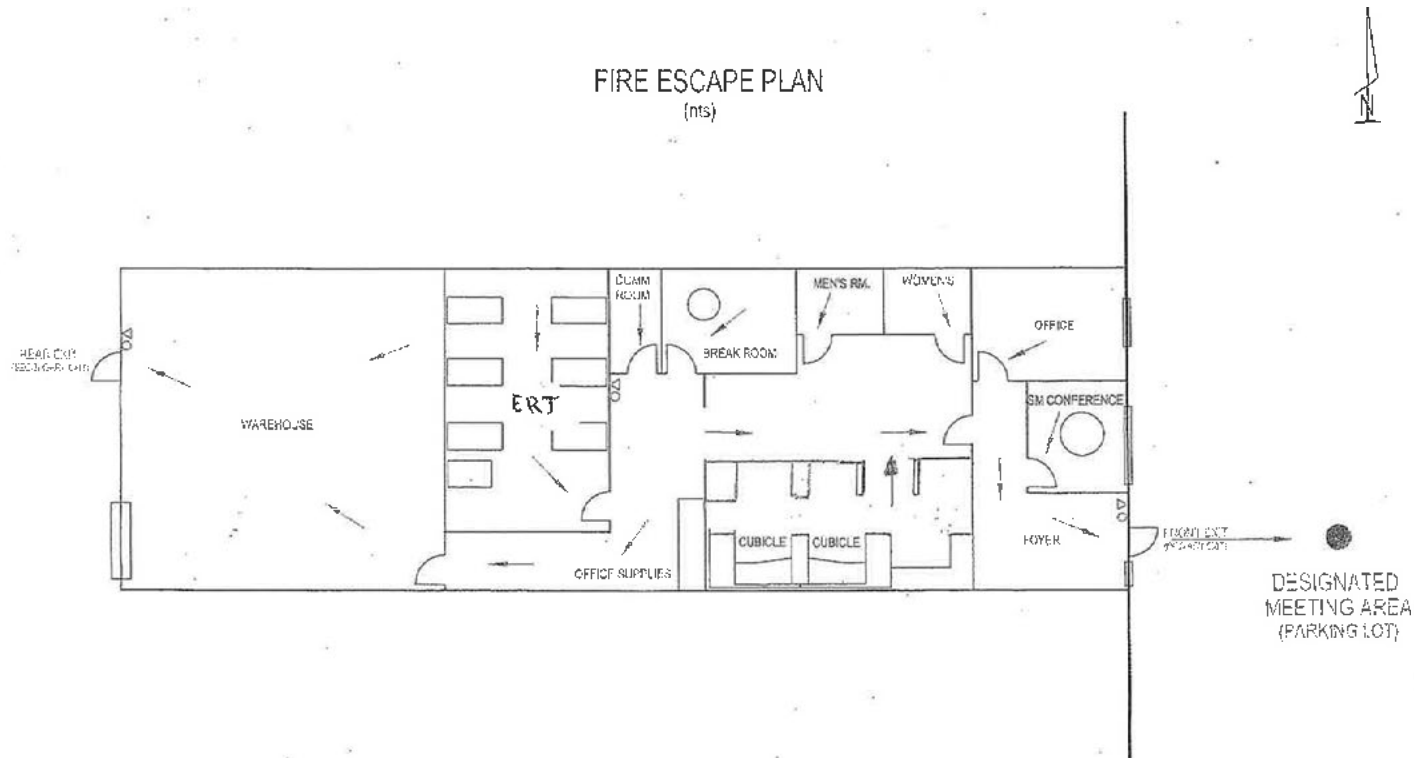 FIRE ESCAPE PLAN
(nts)
N
COMM
ROOM
MEN'S RM.
WOMEN'S
OFFICE
BREAK ROOM
REAR EXIT
SM CONFERENCE
ERT
WAREHOUSE
CUBICLE
CUBICLE
FOYER
FRONT EXIT
OFFICE SUPPLIES
DESIGNATED
MEETING AREA
(PARKING LOT)